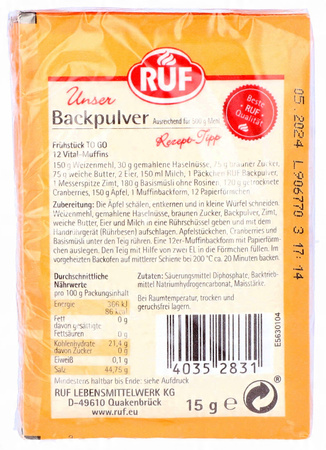 RUF
Unser
Backpulver Ausreichend für 500 g Mehl
Beste
RUF
Qualität
Rezept-Tipp
Frühstück TO GO
12 Vital-Muffins
150 g Weizenmehl, 30 g gemahlene Haselnüsse, 75 g brauner Zucker,
75 g weiche Butter, 2 Eier, 150 ml Milch, 1 Päckchen RUF Backpulver,
1 Messerspitze Zimt, 180 g Basismüsli ohne Rosinen, 120 g getrocknete
Cranberries, 150 g Apfel, 1 Muffinbackform, 12 Papierförmchen
Zubereitung: Die Äpfel schälen, entkernen und in kleine Würfel schneiden.
Weizenmehl, gemahlene Haselnüsse, braunen Zucker, Backpulver, Zimt,
weiche Butter, Eier und Milch in eine Rührschüssel geben und mit dem
Handrührgerät (Rührbesen) aufschlagen. Apfelstückchen, Cranberries und
Basismüsli unter den Teig rühren. Eine 12er-Muffinbackform mit Papierförm-
chen auslegen. Den Teig mit Hilfe von zwei EL in die Förmchen füllen. Im
vorgeheizten Backofen auf mittlerer Schiene bei 200 °C ca. 20 Minuten backen.
Durchschnittliche
Nährwerte
pro 100 g Packungsinhalt
Energie
Fett 0 g
davon gesättigte
Fettsäuren 0 g
Kohlenhydrate 21,4 g
davon Zucker 0 g
Eiweiß 0,1 g
Salz 44,75 g
Zutaten: Säuerungsmittel Diphosphate, Backtrieb-
mittel Natriumhydrogencarbonat, Maisstärke.
Bei Raumtemperatur, trocken und
geruchsfrei lagern.
4035 2831
E5630104
Mindestens haltbar bis Ende: siehe Aufdruck
RUF LEBENSMITTELWERK KG
D-49610 Quakenbrück
www.ruf.eu
15 g e
05.2024 L 906770 3 17:14